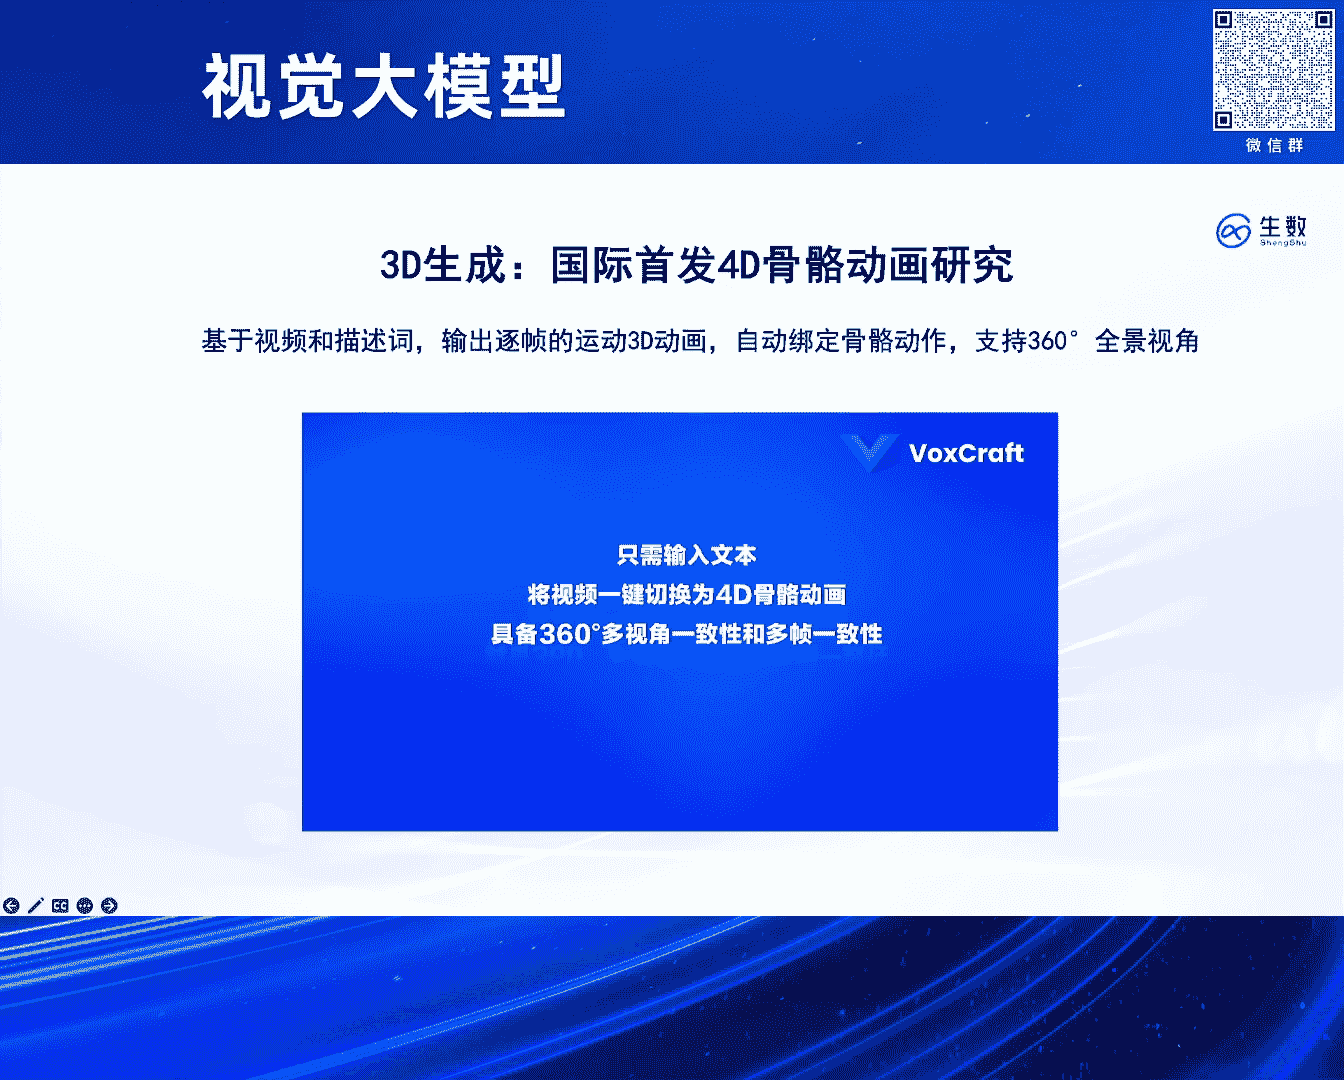 视觉大模型
微信群
生数
ShengShu
3D生成：国际首发4D骨骼动画研究
基于视频和描述词，输出逐帧的运动3D动画，自动绑定骨骼动作，支持360°全景视角
VoxCraft
只需输入文本
将视频一键切换为4D骨骼动画
具备360°多视角一致性和多帧一致性